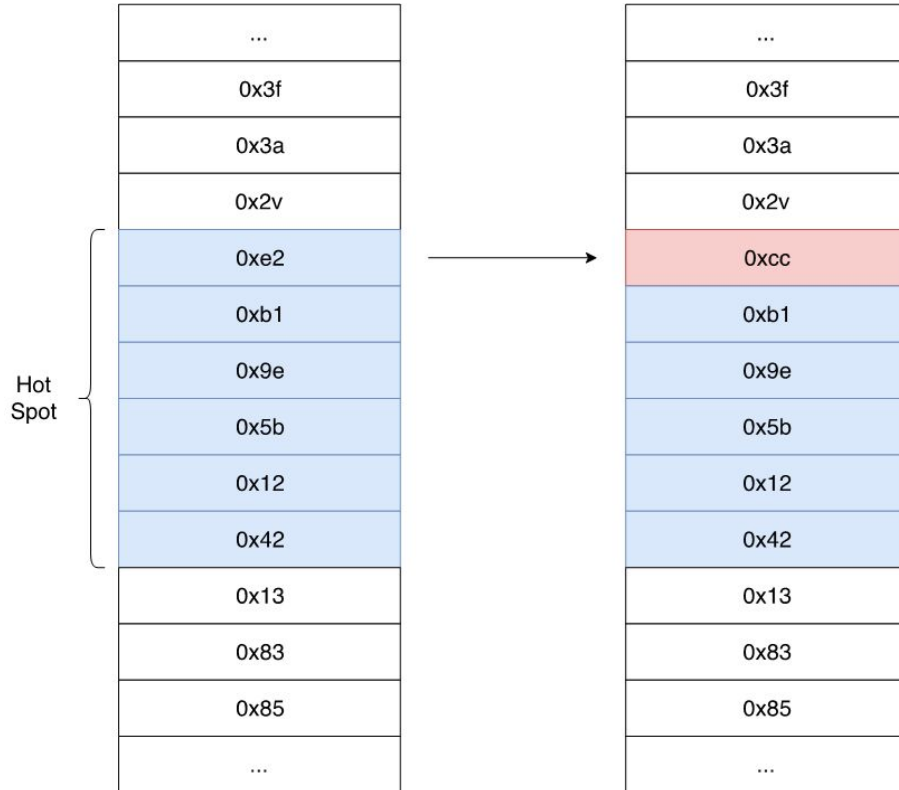 ...
0x3f
0x3a
0x2v
0xe2
0xb1
0x9e
0x5b
0x12
0x42
0x13
0x83
0x85
...
Hot
Spot
...
0x3f
0x3a
0x2v
0xcc
0xb1
0x9e
0x5b
0x12
0x42
0x13
0x83
0x85
...